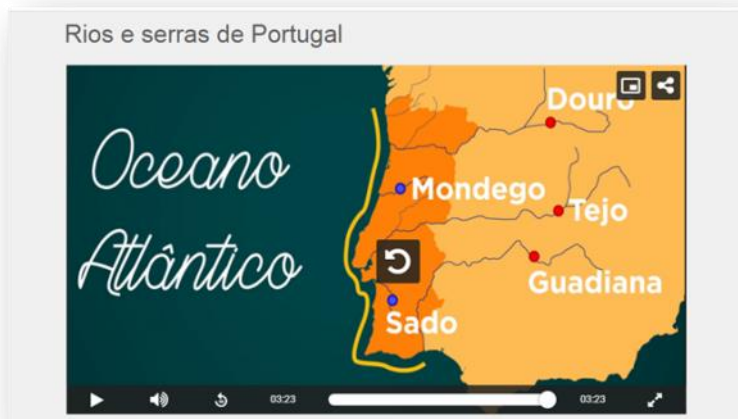 Rios e serras de Portugal
Douro
Oceano
Mondego
Tejo
Atlântico
Guadiana
Sado
03:23
03:23